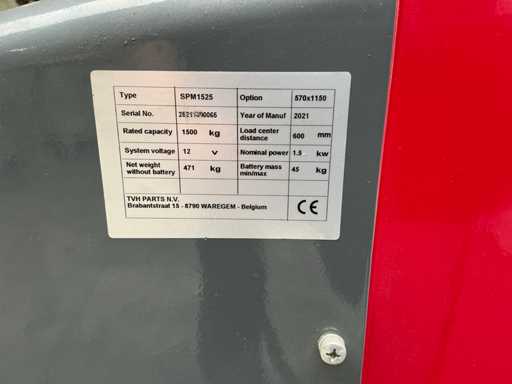 Type SPM1525 Option 570x1150
Serial No. Year of Manuf 2021
Rated capacity 1500 kg Load center distance 600 mm
System voltage 12 v Nominal power 1.5 kw
Net weight without battery 471 kg Battery mass min/max 45 kg
TVH PARTS N.V.
Brabantstraat 15 - 8790 WAREGEM - Belgium
CE